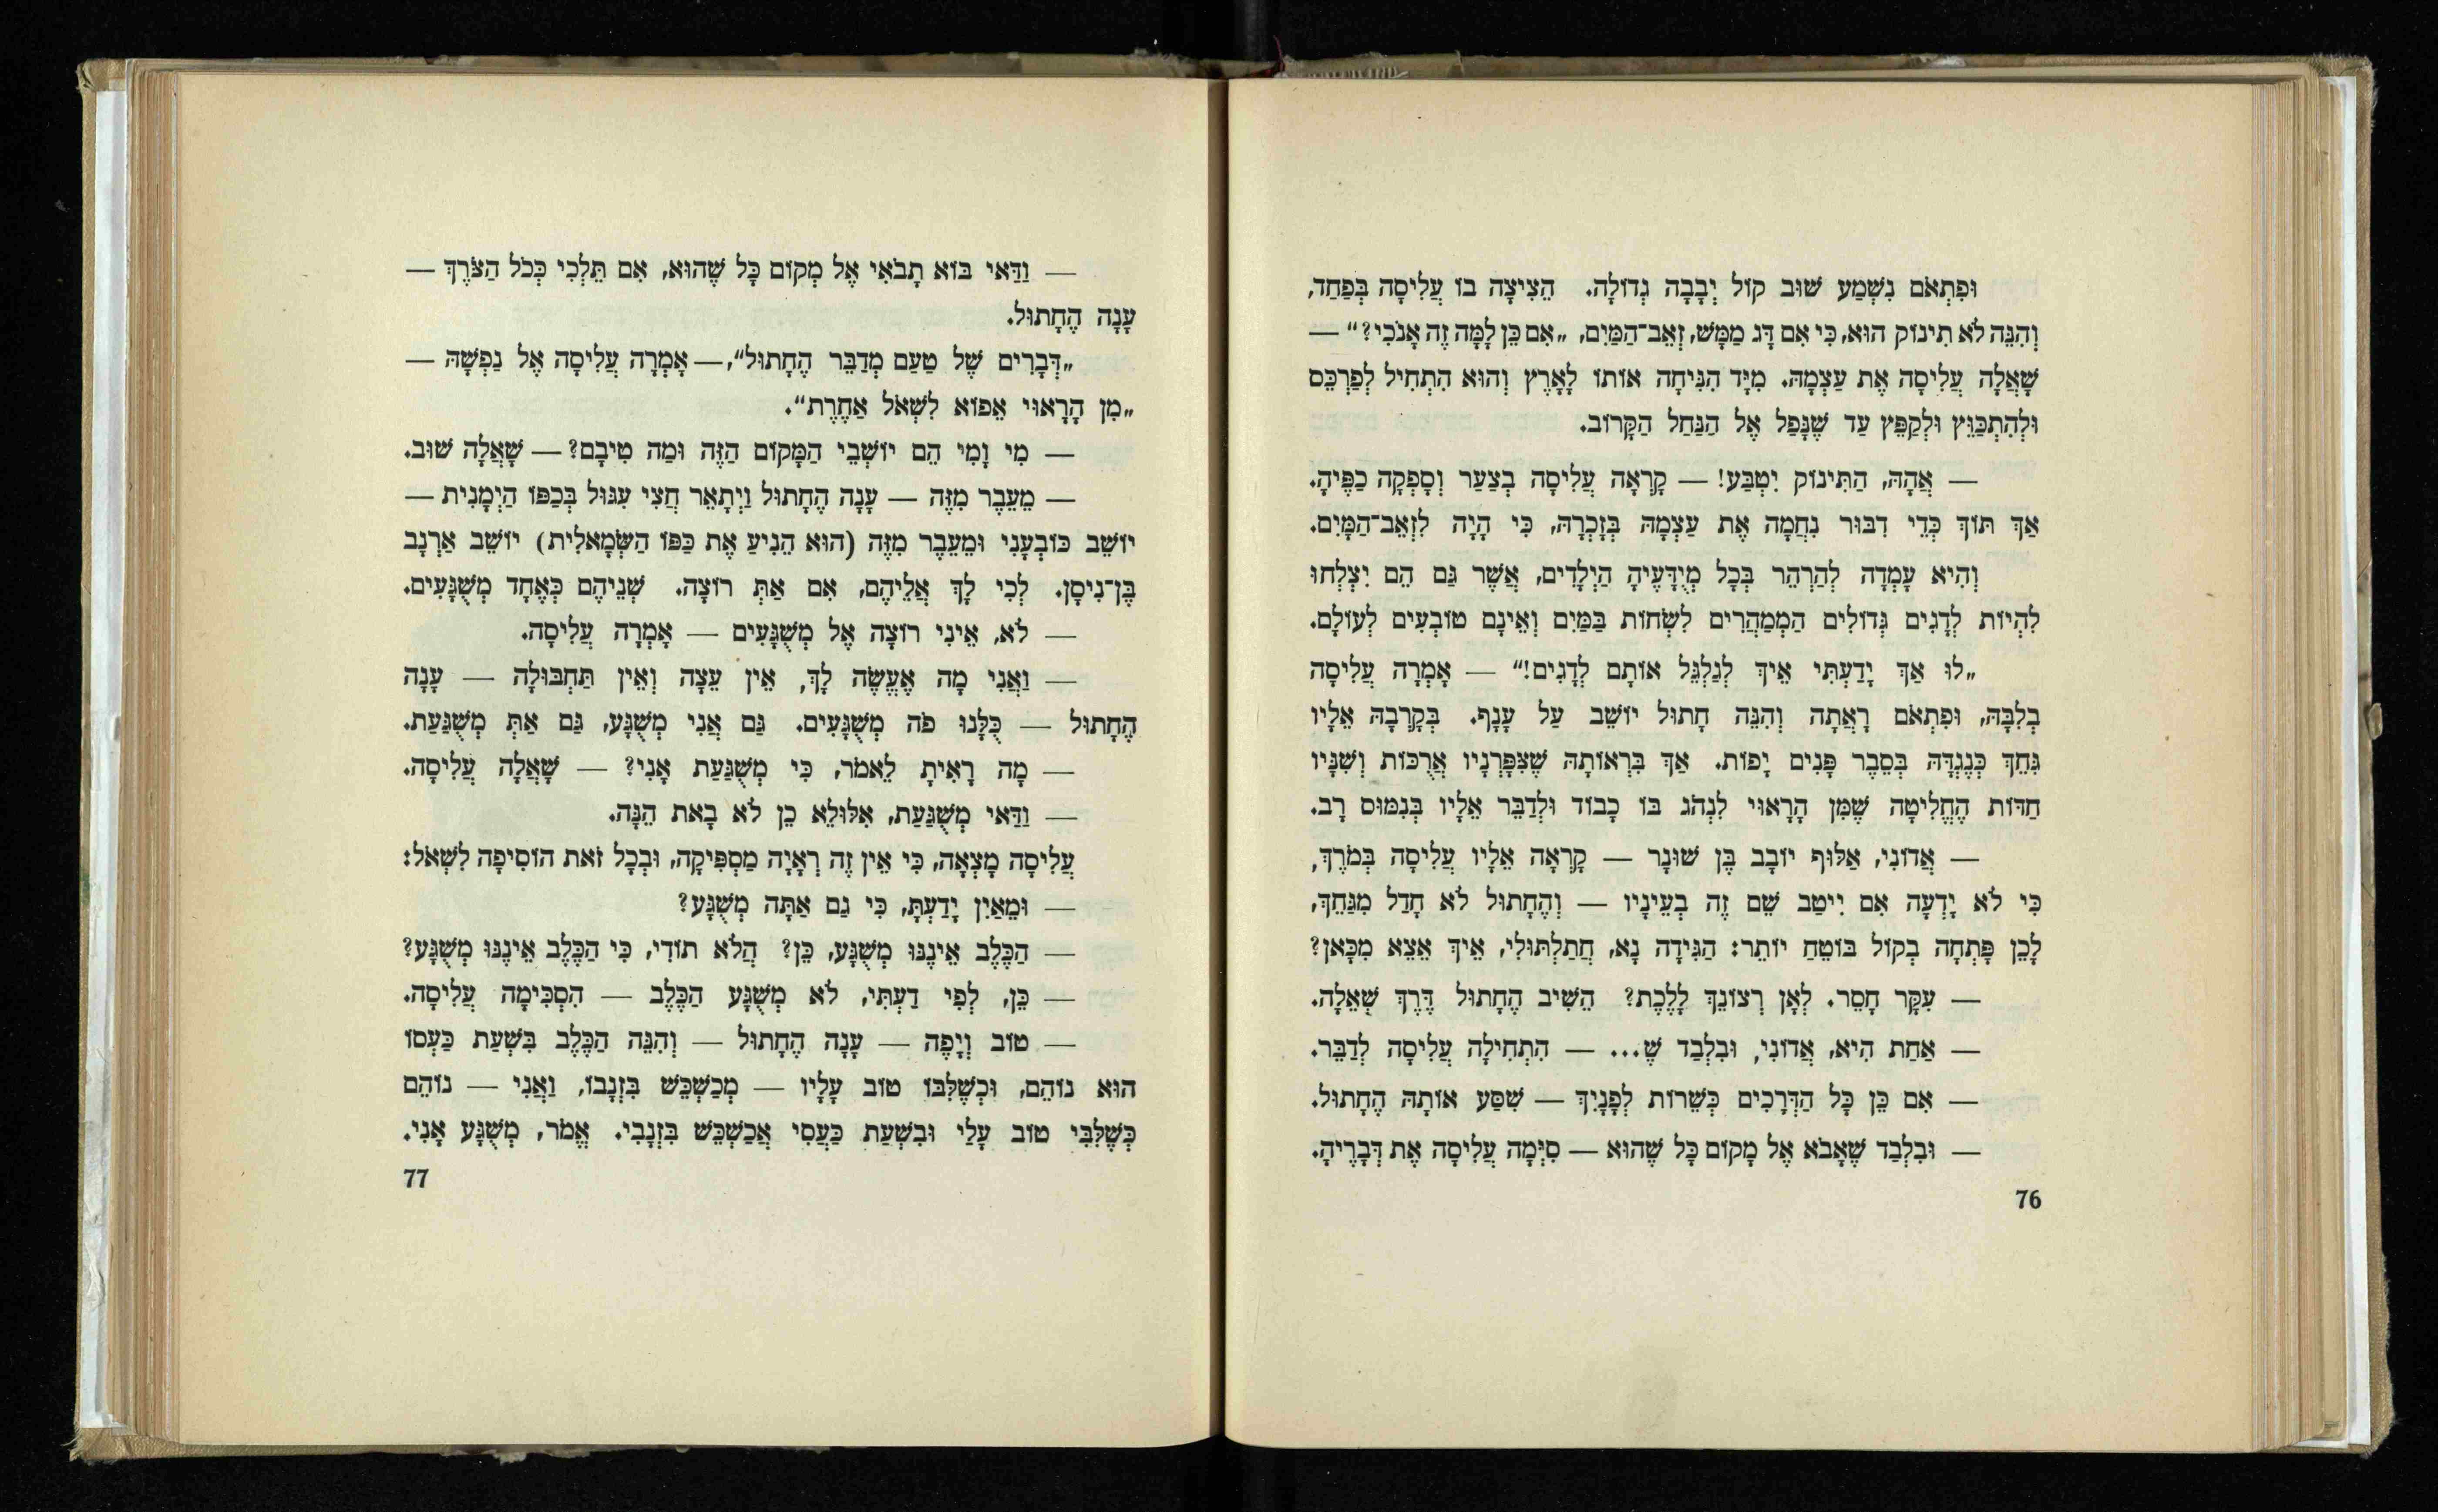 וּפִתְאֹם נִשְׁמַע שׁוּב קוֹל יְבָבָה גְדוֹלָה. הֵצִיצָה בוֹ עֲלִיסָה בְּפַחַד,
וְהִנֵּה לֹא תִינוֹק הוּא, כִּי אִם דָּג מַמָּשׁ, זְאֵב־הַמַּיִם, „אִם כֵּן לָמָּה זֶה אָנֹכִי?“ —
שָׁאֲלָה עֲלִיסָה אֶת עַצְמָהּ. מִיָּד הִנִּיחָה אוֹתוֹ לָאָרֶץ וְהוּא הִתְחִיל לְפַרְכֵּס
וּלְהִתְכַּוֵּץ וּלְקַפֵּץ עַד שֶׁנָּפַל אֶל הַנַּחַל הַקָּרוֹב.
— אֲהָהּ, הַתִּינוֹק יִטְבַּע! — קָרְאָה עֲלִיסָה בְצַעַר וְסָפְקָה כַפֶּיהָ.
אַךְ תּוֹךְ כְּדֵי דִבּוּר נִחֲמָה אֶת עַצְמָהּ בְּזָכְרָהּ, כִּי הָיָה לִזְאֵב־הַמָּיִם.
וְהִיא עָמְדָה לְהַרְהֵר בְּכָל מְיֻדָּעֶיהָ הַיְלָדִים, אֲשֶׁר גַּם הֵם יִצְלְחוּ
לִהְיוֹת לְדָגִים גְּדוֹלִים הַמְמַהֲרִים לִשְׂחוֹת בַּמַּיִם וְאֵינָם טוֹבְעִים לְעוֹלָם.
„לוּ אַךְ יָדַעְתִּי אֵיךְ לְגַלְגֵּל אוֹתָם לְדָגִים!“ — אָמְרָה עֲלִיסָה
בְלִבָּהּ, וּפִתְאֹם רָאֲתָה וְהִנֵּה חָתוּל יוֹשֵׁב עַל עָנָף. בְּקָרְבָהּ אֵלָיו
גִּחֵךְ כְּנֶגְדָּהּ בְּסֵבֶר פָּנִים יָפוֹת. אַךְ בִּרְאוֹתָהּ שֶׁצִּפָּרְנָיו אֲרֻכּוֹת וְשִׁנָּיו
חַדּוֹת הֶחֱלִיטָה שֶׁמִּן הָרָאוּי לִנְהֹג בּוֹ כָבוֹד וּלְדַבֵּר אֵלָיו בְּנִמּוּס רָב.
— אֲדוֹנִי, אַלּוּף יוֹבָב בֶּן שׁוּנָר — קָרְאָה אֵלָיו עֲלִיסָה בְּמֹרֶךְ,
כִּי לֹא יָדְעָה אִם יִיטַב שֵׁם זֶה בְעֵינָיו — וְהֶחָתוּל לֹא חָדַל מִגַּחֵךְ,
לָכֵן פָּתְחָה בְקוֹל בּוֹטֵחַ יוֹתֵר: הַגִּידָה נָא, חֲתַלְתּוּלִי, אֵיךְ אֵצֵא מִכָּאן?
— עִקָּר חָסֵר. לְאָן רְצוֹנֵךְ לָלֶכֶת? הֵשִׁיב הֶחָתוּל דֶּרֶךְ שְׁאֵלָה.
— אַחַת הִיא, אֲדוֹנִי, וּבִלְבַד שֶׁ... — הִתְחִילָה עֲלִיסָה לְדַבֵּר.
— אִם כֵּן כָּל הַדְּרָכִים כְּשֵׁרוֹת לְפָנָיִךְ — שִׁסַּע אוֹתָהּ הֶחָתוּל.
— וּבִלְבַד שֶׁאָבֹא אֶל מָקוֹם כָּל שֶׁהוּא — סִיְּמָה עֲלִיסָה אֶת דְּבָרֶיהָ.
76
— וַדַּאי בּוֹא תָבֹאִי אֶל מְקוֹם כָּל שֶׁהוּא, אִם תֵּלְכִי כְּכֹל הַצֹּרֶךְ —
עָנָה הֶחָתוּל.
„דְּבָרִים שֶׁל טַעַם מְדַבֵּר הֶחָתוּל“, — אָמְרָה עֲלִיסָה אֶל נַפְשָׁהּ —
„מִן הָרָאוּי אֵפוֹא לִשְׁאֹל אַחֶרֶת“.
— מִי וָמִי הֵם יוֹשְׁבֵי הַמָּקוֹם הַזֶּה וּמַה טִּיבָם? — שָׁאֲלָה שׁוּב.
— מֵעֵבֶר מִזֶּה — עָנָה הֶחָתוּל וַיְתָאֵר חֲצִי עִגּוּל בְּכַפּוֹ הַיְמָנִית —
יוֹשֵׁב כּוֹבְעָנִי וּמֵעֵבֶר מִזֶּה (הוּא הֵנִיעַ אֶת כַּפּוֹ הַשְּׂמָאלִית) יוֹשֵׁב אַרְנָב
בֶּן־נִיסָן. לְכִי לָךְ אֲלֵיהֶם, אִם אַתְּ רוֹצָה. שְׁנֵיהֶם כְּאֶחָד מְשֻׁגָּעִים.
— לֹא, אֵינִי רוֹצָה אֶל מְשֻׁגָּעִים — אָמְרָה עֲלִיסָה.
— וַאֲנִי מָה אֶעֱשֶׂה לָךְ, אֵין עֵצָה וְאֵין תַּחְבּוּלָה — עָנָה
הֶחָתוּל — כֻּלָּנוּ פֹּה מְשֻׁגָּעִים. גַּם אֲנִי מְשֻׁגָּע, גַּם אַתְּ מְשֻׁגַּעַת.
— מָה רָאִיתָ לֵאמֹר, כִּי מְשֻׁגַּעַת אָנִי? — שָׁאֲלָה עֲלִיסָה.
— וַדַּאי מְשֻׁגַּעַת, אִלּוּלֵא כֵן לֹא בָאת הֵנָּה.
עֲלִיסָה מָצְאָה, כִּי אֵין זֶה רְאָיָה מַסְפִּיקָה, וּבְכָל זֹאת הוֹסִיפָה לִשְׁאֹל:
— וּמֵאַיִן יָדַעְתָּ, כִּי גַם אַתָּה מְשֻׁגָּע?
— הַכֶּלֶב אֵינֶנּוּ מְשֻׁגָּע, כֵּן? הֲלֹא תוֹדִי, כִּי הַכֶּלֶב אֵינֶנּוּ מְשֻׁגָּע?
— כֵּן, לְפִי דַעְתִּי, לֹא מְשֻׁגָּע הַכֶּלֶב — הִסְכִּימָה עֲלִיסָה.
— טוֹב וְיָפֶה — עָנָה הֶחָתוּל — וְהִנֵּה הַכֶּלֶב בִּשְׁעַת כַּעְסוֹ
הוּא נוֹהֵם, וּכְשֶׁלִּבּוֹ טוֹב עָלָיו — מְכַשְׁכֵּשׁ בִּזְנָבוֹ, וַאֲנִי — נוֹהֵם
כְּשֶׁלִּבִּי טוֹב עָלַי וּבִשְׁעַת כַּעֲסִי אֲכַשְׁכֵּשׁ בִּזְנָבִי. אֱמֹר, מְשֻׁגָּע אָנִי.
77